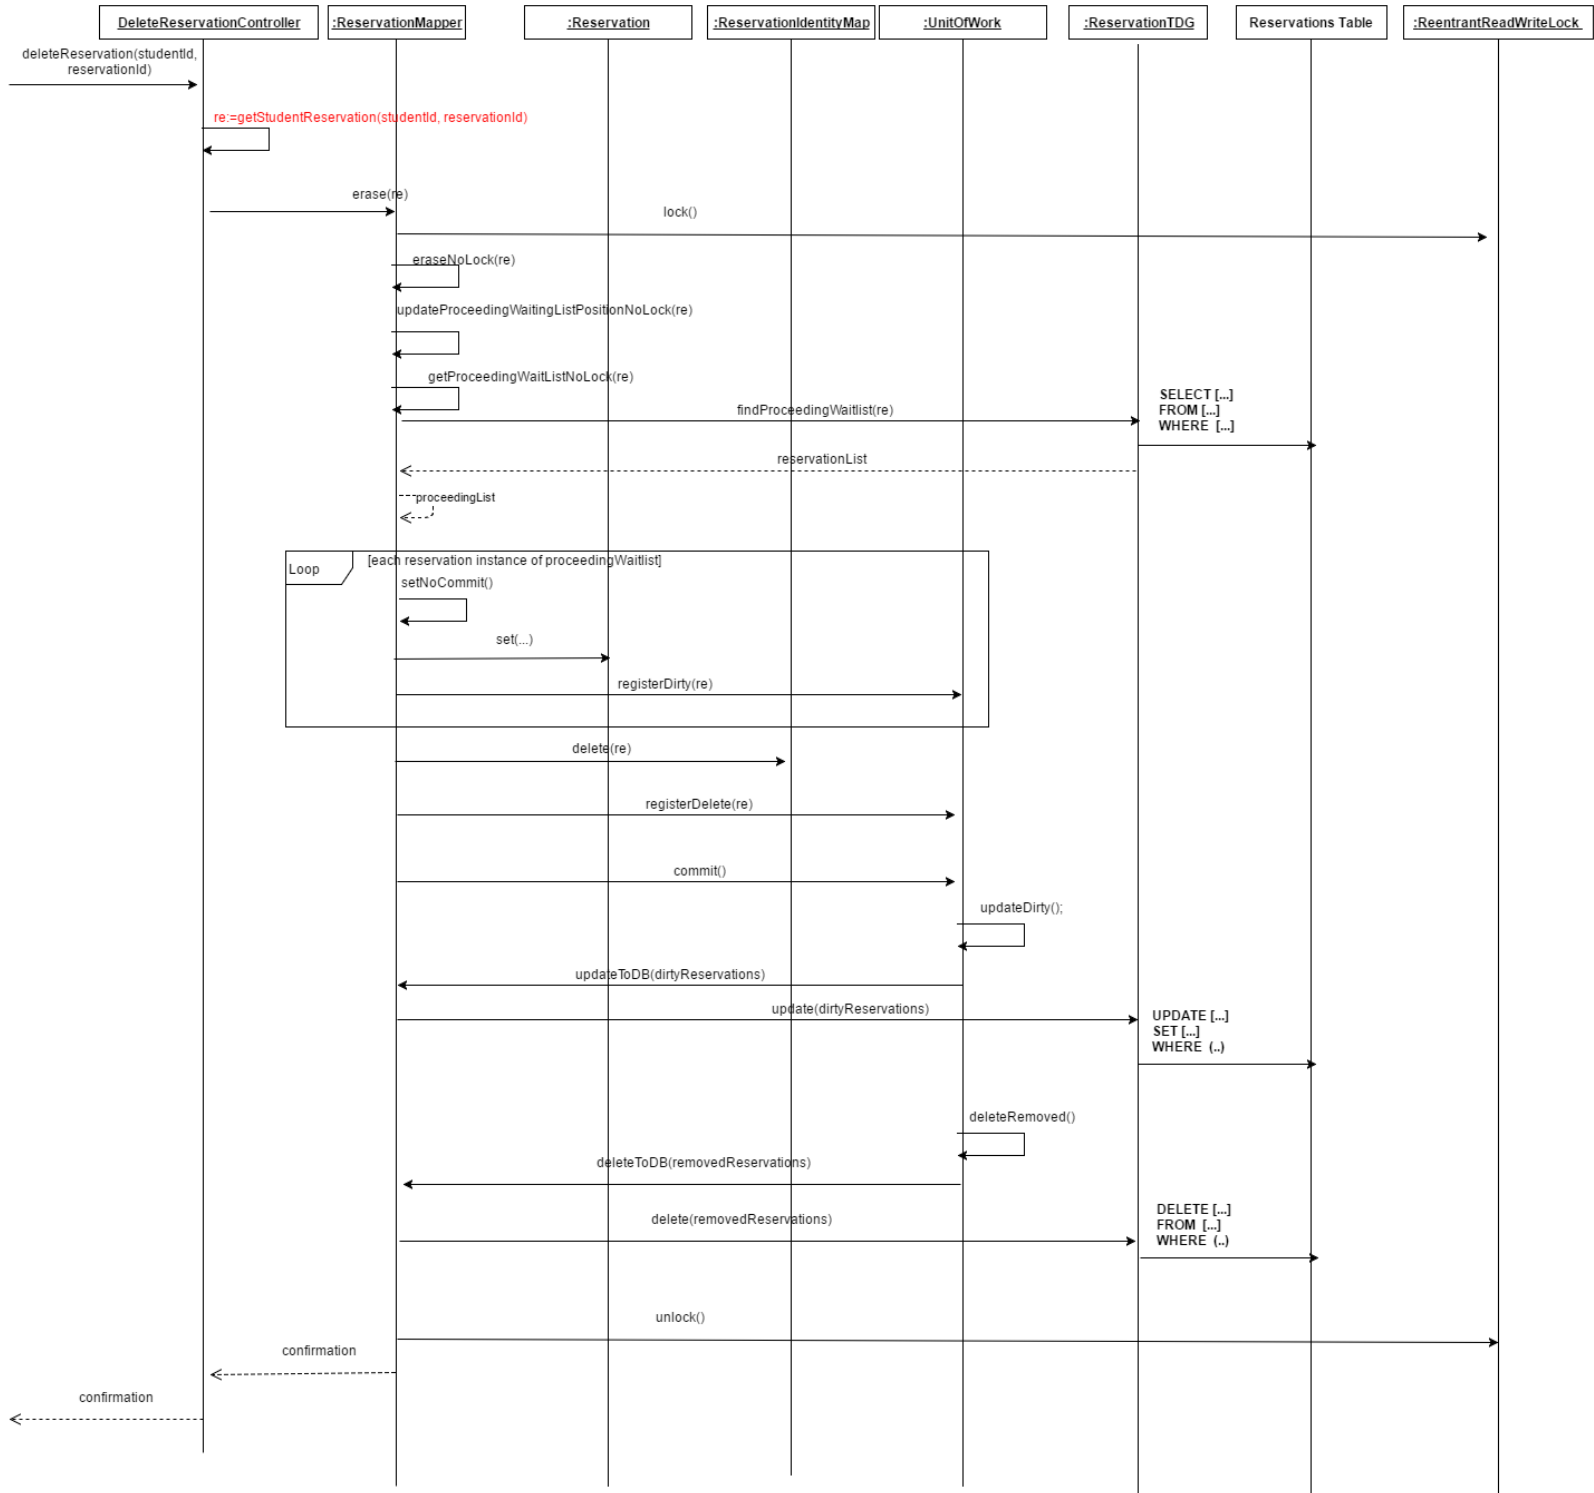 DeleteReservationController
:ReservationMapper
:Reservation
:ReservationIdentityMap
:UnitOfWork
:ReservationTDG
Reservations Table
:ReentrantReadWriteLock
deleteReservation(studentId,
reservationId)
re:=getStudentReservation(studentId, reservationId)
erase(re)
lock()
eraseNoLock(re)
updateProceedingWaitingListPositionNoLock(re)
getProceedingWaitListNoLock(re)
findProceedingWaitlist(re)
SELECT [...]
FROM [...]
WHERE [...]
reservationList
proceedingList
Loop
[each reservation instance of proceedingWaitlist]
setNoCommit()
set(...)
registerDirty(re)
delete(re)
registerDelete(re)
commit()
updateDirty();
updateToDB(dirtyReservations)
update(dirtyReservations)
UPDATE [...]
SET [...]
WHERE (..)
deleteRemoved()
deleteToDB(removedReservations)
delete(removedReservations)
DELETE [...]
FROM [...]
WHERE (..)
unlock()
confirmation
confirmation